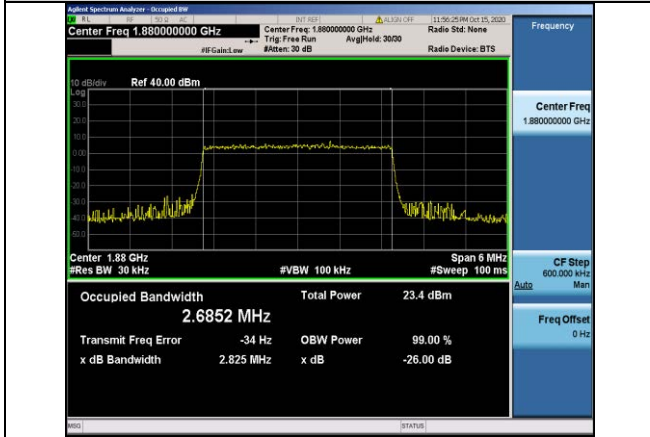 Agilent Spectrum Analyzer - Occupied BW
RL RF 50 Ω AC INT REF ALIGN OFF 11:56:25 PM Oct 15, 2020
Center Freq 1.880000000 GHz
Center Freq: 1.880000000 GHz
Radio Std: None
Trig: Free Run Avg|Hold: 30/30
#IFGain:Low #Atten: 30 dB Radio Device: BTS
Frequency
10 dB/div Ref 40.00 dBm
Log
30.0
20.0
10.0
0.00
-10.0
-20.0
-30.0
-40.0
-50.0
Center 1.88 GHz Span 6 MHz
#Res BW 30 kHz #VBW 100 kHz #Sweep 100 ms
Occupied Bandwidth Total Power 23.4 dBm
2.6852 MHz
Transmit Freq Error -34 Hz OBW Power 99.00 %
x dB Bandwidth 2.825 MHz x dB -26.00 dB
Center Freq
1.880000000 GHz
CF Step
600.000 kHz
Auto Man
Freq Offset
0 Hz
MSG STATUS